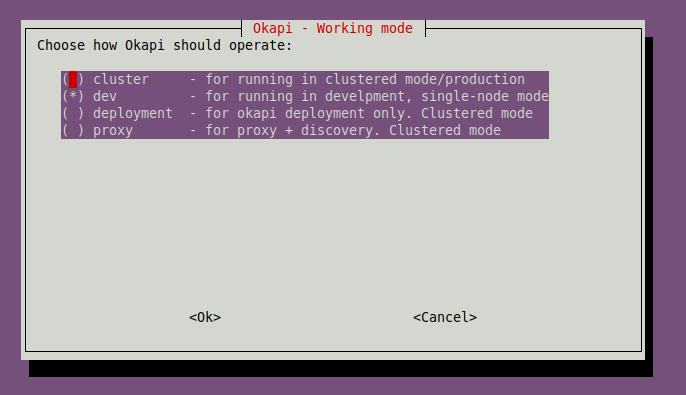 Okapi - Working mode
Choose how Okapi should operate:
( ) cluster - for running in clustered mode/production
(*) dev - for running in develpment, single-node mode
( ) deployment - for okapi deployment only. Clustered mode
( ) proxy - for proxy + discovery. Clustered mode
<Ok> <Cancel>